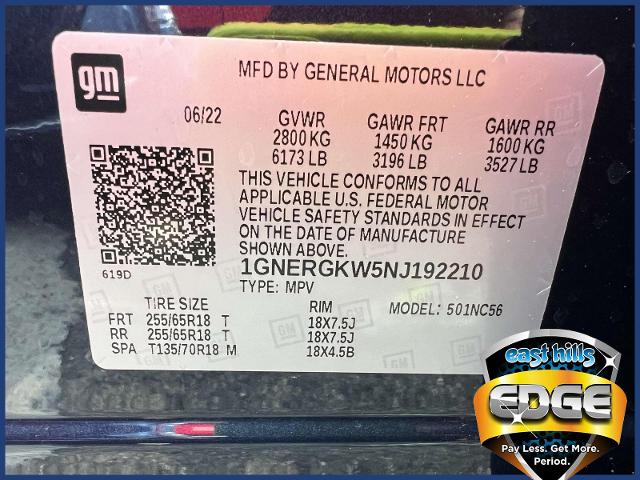 gm
MFD BY GENERAL MOTORS LLC
06/22 GVWR GAWR FRT GAWR RR
2800 KG 1450 KG 1600 KG
6173 LB 3196 LB 3527 LB
THIS VEHICLE CONFORMS TO ALL
APPLICABLE U.S. FEDERAL MOTOR
VEHICLE SAFETY STANDARDS IN EFFECT
ON THE DATE OF MANUFACTURE
SHOWN ABOVE.
619D
1GNERGKW5NJ192210
TYPE: MPV
TIRE SIZE RIM MODEL: 501NC56
FRT 255/65R18 T 18X7.5J
RR 255/65R18 T 18X7.5J
SPA T135/70R18 M 18X4.5B
east hills
EDGE
Pay Less. Get More.
Period.